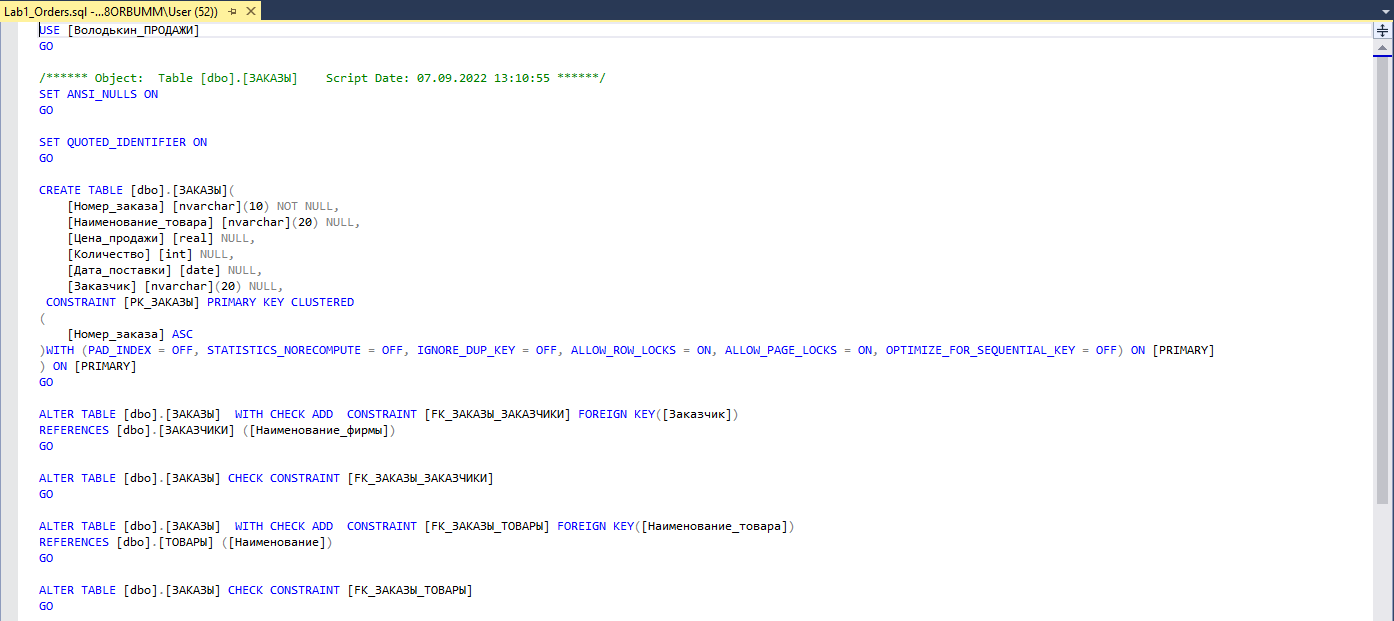 Lab1_Orders.sql -...8ORBUMM\User (52))
USE [Володькин_ПРОДАЖИ]
GO
/****** Object:  Table [dbo].[ЗАКАЗЫ]    Script Date: 07.09.2022 13:10:55 ******/
SET ANSI_NULLS ON
GO
SET QUOTED_IDENTIFIER ON
GO
CREATE TABLE [dbo].[ЗАКАЗЫ](
[Номер_заказа] [nvarchar](10) NOT NULL,
[Наименование_товара] [nvarchar](20) NULL,
[Цена_продажи] [real] NULL,
[Количество] [int] NULL,
[Дата_поставки] [date] NULL,
[Заказчик] [nvarchar](20) NULL,
CONSTRAINT [PK_ЗАКАЗЫ] PRIMARY KEY CLUSTERED
(
[Номер_заказа] ASC
)WITH (PAD_INDEX = OFF, STATISTICS_NORECOMPUTE = OFF, IGNORE_DUP_KEY = OFF, ALLOW_ROW_LOCKS = ON, ALLOW_PAGE_LOCKS = ON, OPTIMIZE_FOR_SEQUENTIAL_KEY = OFF) ON [PRIMARY]
) ON [PRIMARY]
GO
ALTER TABLE [dbo].[ЗАКАЗЫ]  WITH CHECK ADD  CONSTRAINT [FK_ЗАКАЗЫ_ЗАКАЗЧИКИ] FOREIGN KEY([Заказчик])
REFERENCES [dbo].[ЗАКАЗЧИКИ] ([Наименование_фирмы])
GO
ALTER TABLE [dbo].[ЗАКАЗЫ] CHECK CONSTRAINT [FK_ЗАКАЗЫ_ЗАКАЗЧИКИ]
GO
ALTER TABLE [dbo].[ЗАКАЗЫ]  WITH CHECK ADD  CONSTRAINT [FK_ЗАКАЗЫ_ТОВАРЫ] FOREIGN KEY([Наименование_товара])
REFERENCES [dbo].[ТОВАРЫ] ([Наименование])
GO
ALTER TABLE [dbo].[ЗАКАЗЫ] CHECK CONSTRAINT [FK_ЗАКАЗЫ_ТОВАРЫ]
GO